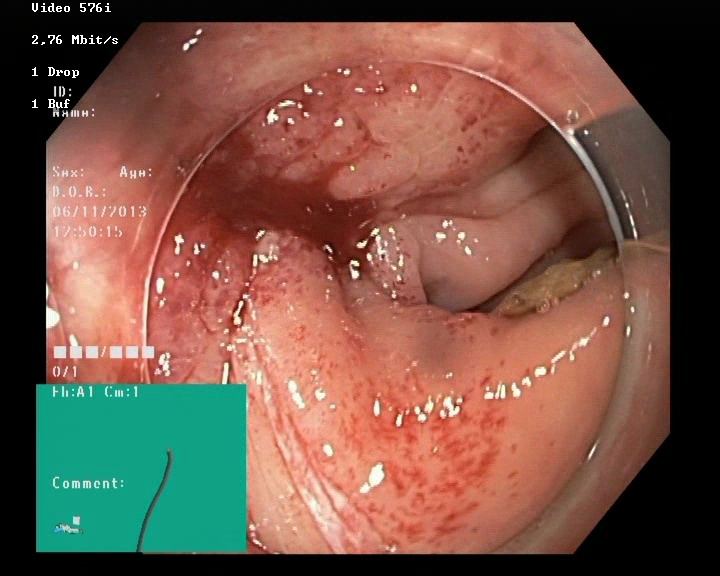 Video 576i
2,76 Mbit/s
1 Drop
ID:
1 Buf
Name:
Sex: Age:
D.O.B.:
06/11/2013
12:50:15
/
0/1
Eh:A1 Cm:1
Comment: